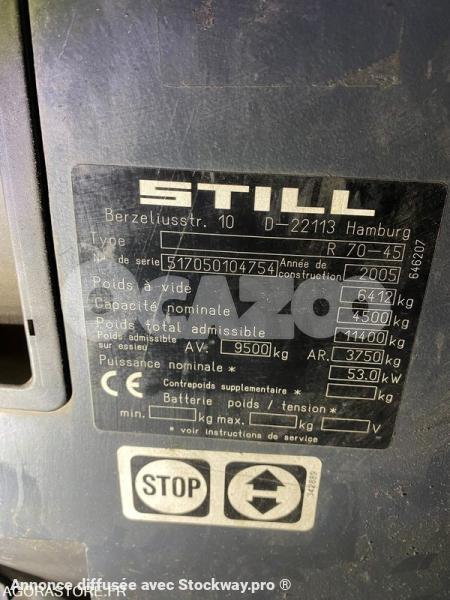 STILL
Berzeliusstr. 10 D-22113 Hamburg
Type R 70-45
N° de serie 517050104754 Année de construction 2005
Poids à vide 6412 kg
Capacité nominale 4500 kg
Poids total admissible 11400 kg
Poids admissible sur essieu AV. 9500 kg AR. 3750 kg
Puissance nominale * 53.0 kW
CE Contrepoids supplementaire * kg
Batterie poids / tension *
min. kg max. kg V
* voir instructions de service
646207
OCAZOO
STOP
342889
Annonce diffusée avec Stockway.pro ®
AGORASTORE.FR